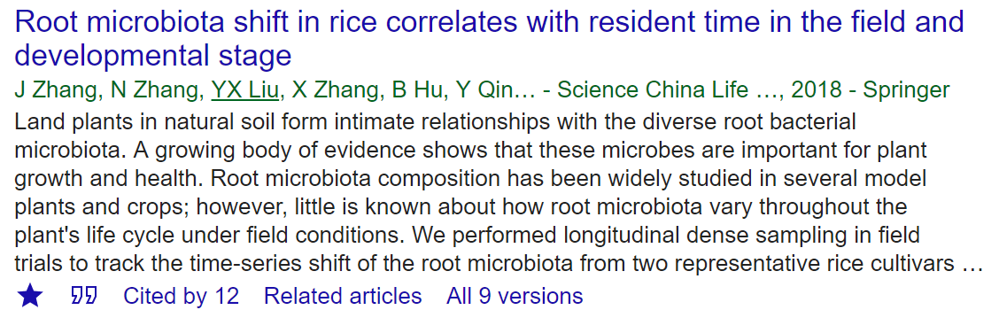 Root microbiota shift in rice correlates with resident time in the field and
developmental stage
J Zhang, N Zhang, YX Liu, X Zhang, B Hu, Y Qin… - Science China Life …, 2018 - Springer
Land plants in natural soil form intimate relationships with the diverse root bacterial
microbiota. A growing body of evidence shows that these microbes are important for plant
growth and health. Root microbiota composition has been widely studied in several model
plants and crops; however, little is known about how root microbiota vary throughout the
plant's life cycle under field conditions. We performed longitudinal dense sampling in field
trials to track the time-series shift of the root microbiota from two representative rice cultivars …
Cited by 12 Related articles All 9 versions